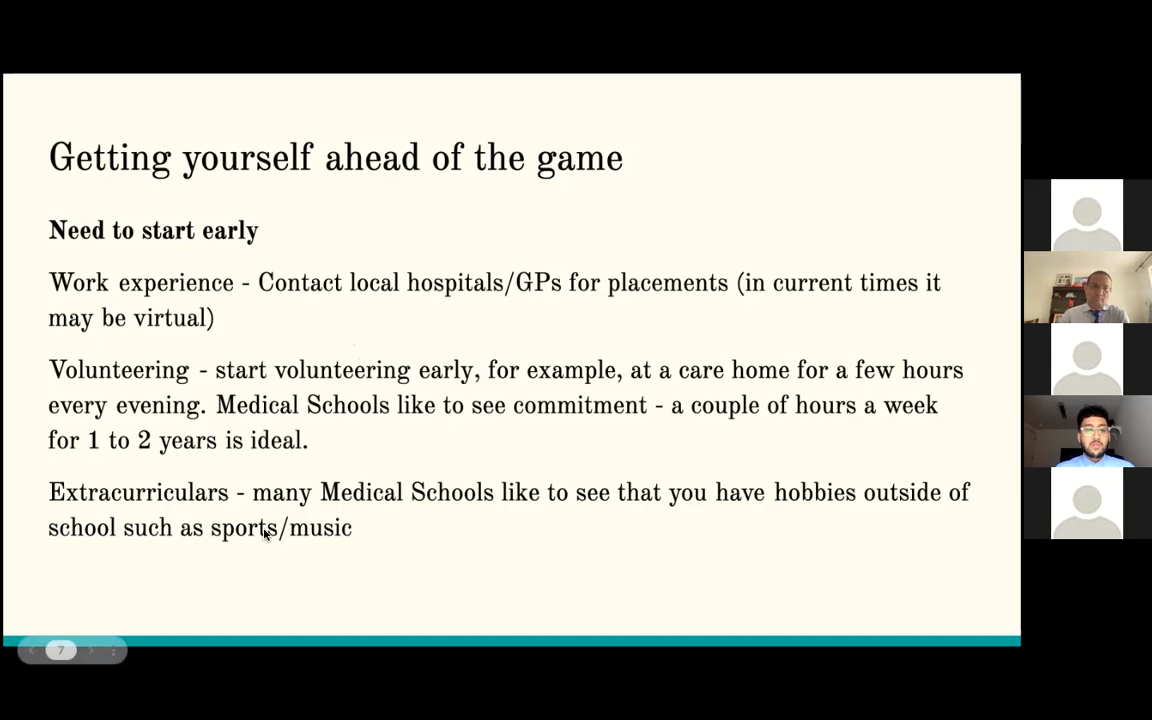 Getting yourself ahead of the game
Need to start early
Work experience - Contact local hospitals/GPs for placements (in current times it
may be virtual)
Volunteering - start volunteering early, for example, at a care home for a few hours
every evening. Medical Schools like to see commitment - a couple of hours a week
for 1 to 2 years is ideal.
Extracurriculars - many Medical Schools like to see that you have hobbies outside of
school such as sports/music
7